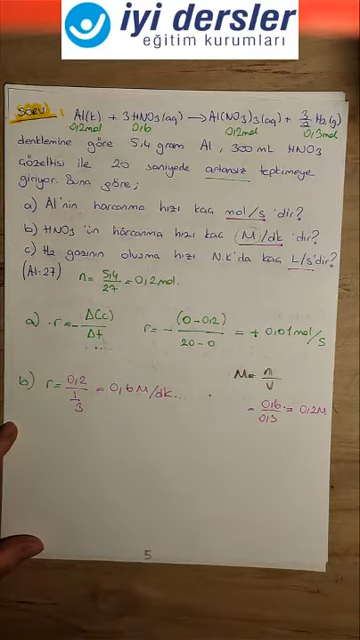 iyi dersler
eğitim kurumları
SORU: Al(k) + 3HNO3(aq) → Al(NO3)3(aq) + 3/2 H2(g)
0,2mol 0,6 0,2mol 0,3mol
denklemine göre 5,4 gram Al, 300 mL HNO3
çözeltisi ile 20 saniyede artansız tepkimeye
giriyor. Buna göre;
a) Al'nin harcanma hızı kaç mol/s 'dir?
b) HNO3 'ün harcanma hızı kaç M/dk 'dir?
c) H2 gazının oluşma hızı N.K'da kaç L/s'dir?
(Al:27) n = 5,4/27 = 0,2 mol.
a) r = - Δ(c)/Δt r = - (0-0,2)/20-0 = + 0,01 mol/s
M = n/V
b) r = 0,2/1/3 = 0,6 M/dk...
= 0,6/0,3 = 0,2M
5